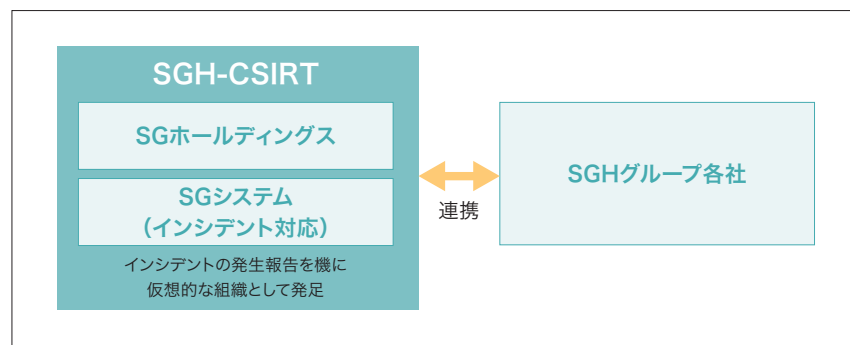 SGH-CSIRT
SGホールディングス
SGシステム
（インシデント対応）
インシデントの発生報告を機に
仮想的な組織として発足
連携
SGHグループ各社